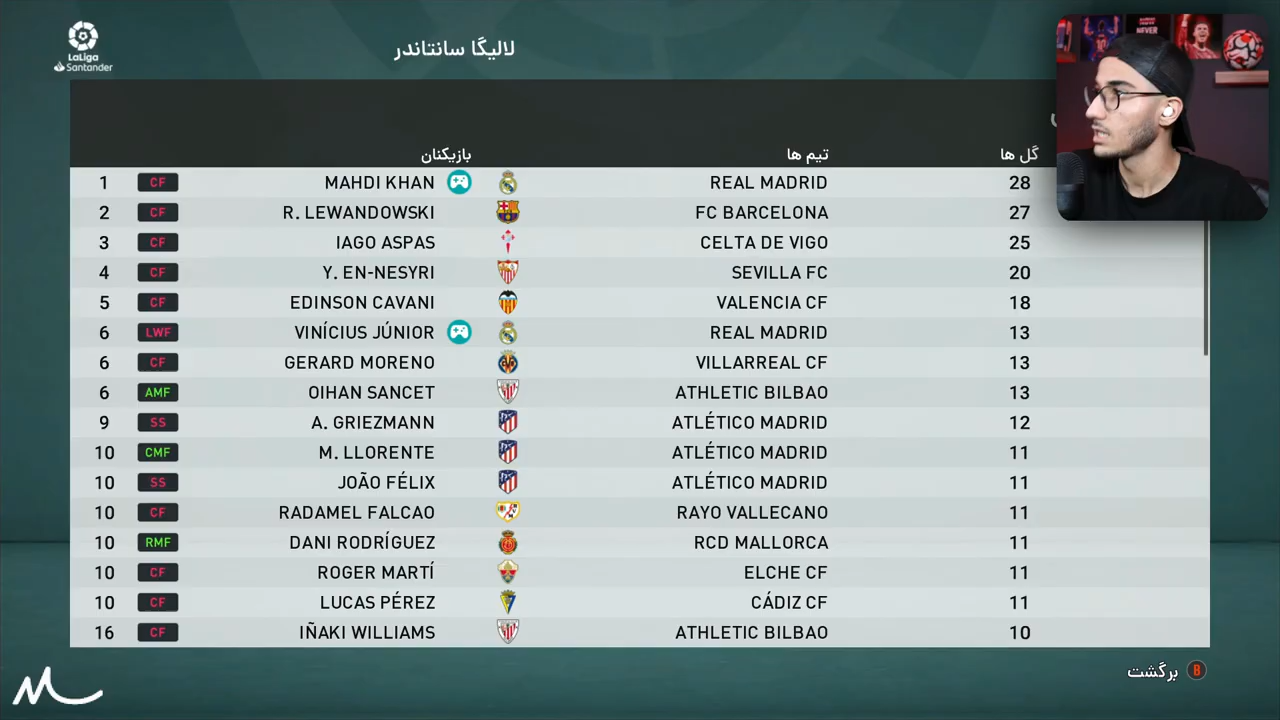 LaLiga
Santander
لالیگا سانتاندر
بازیکنان تیم ها گل ها
1 CF MAHDI KHAN REAL MADRID 28
2 CF R. LEWANDOWSKI FC BARCELONA 27
3 CF IAGO ASPAS CELTA DE VIGO 25
4 CF Y. EN-NESYRI SEVILLA FC 20
5 CF EDINSON CAVANI VALENCIA CF 18
6 LWF VINÍCIUS JÚNIOR REAL MADRID 13
6 CF GERARD MORENO VILLARREAL CF 13
6 AMF OIHAN SANCET ATHLETIC BILBAO 13
9 SS A. GRIEZMANN ATLÉTICO MADRID 12
10 CMF M. LLORENTE ATLÉTICO MADRID 11
10 SS JOÃO FÉLIX ATLÉTICO MADRID 11
10 CF RADAMEL FALCAO RAYO VALLECANO 11
10 RMF DANI RODRÍGUEZ RCD MALLORCA 11
10 CF ROGER MARTÍ ELCHE CF 11
10 CF LUCAS PÉREZ CÁDIZ CF 11
16 CF IÑAKI WILLIAMS ATHLETIC BILBAO 10
برگشت B